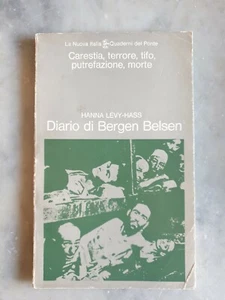 La Nuova Italia Quaderni del Ponte
Carestia, terrore, tifo,
putrefazione, morte
HANNA LEVY-HASS
Diario di Bergen Belsen